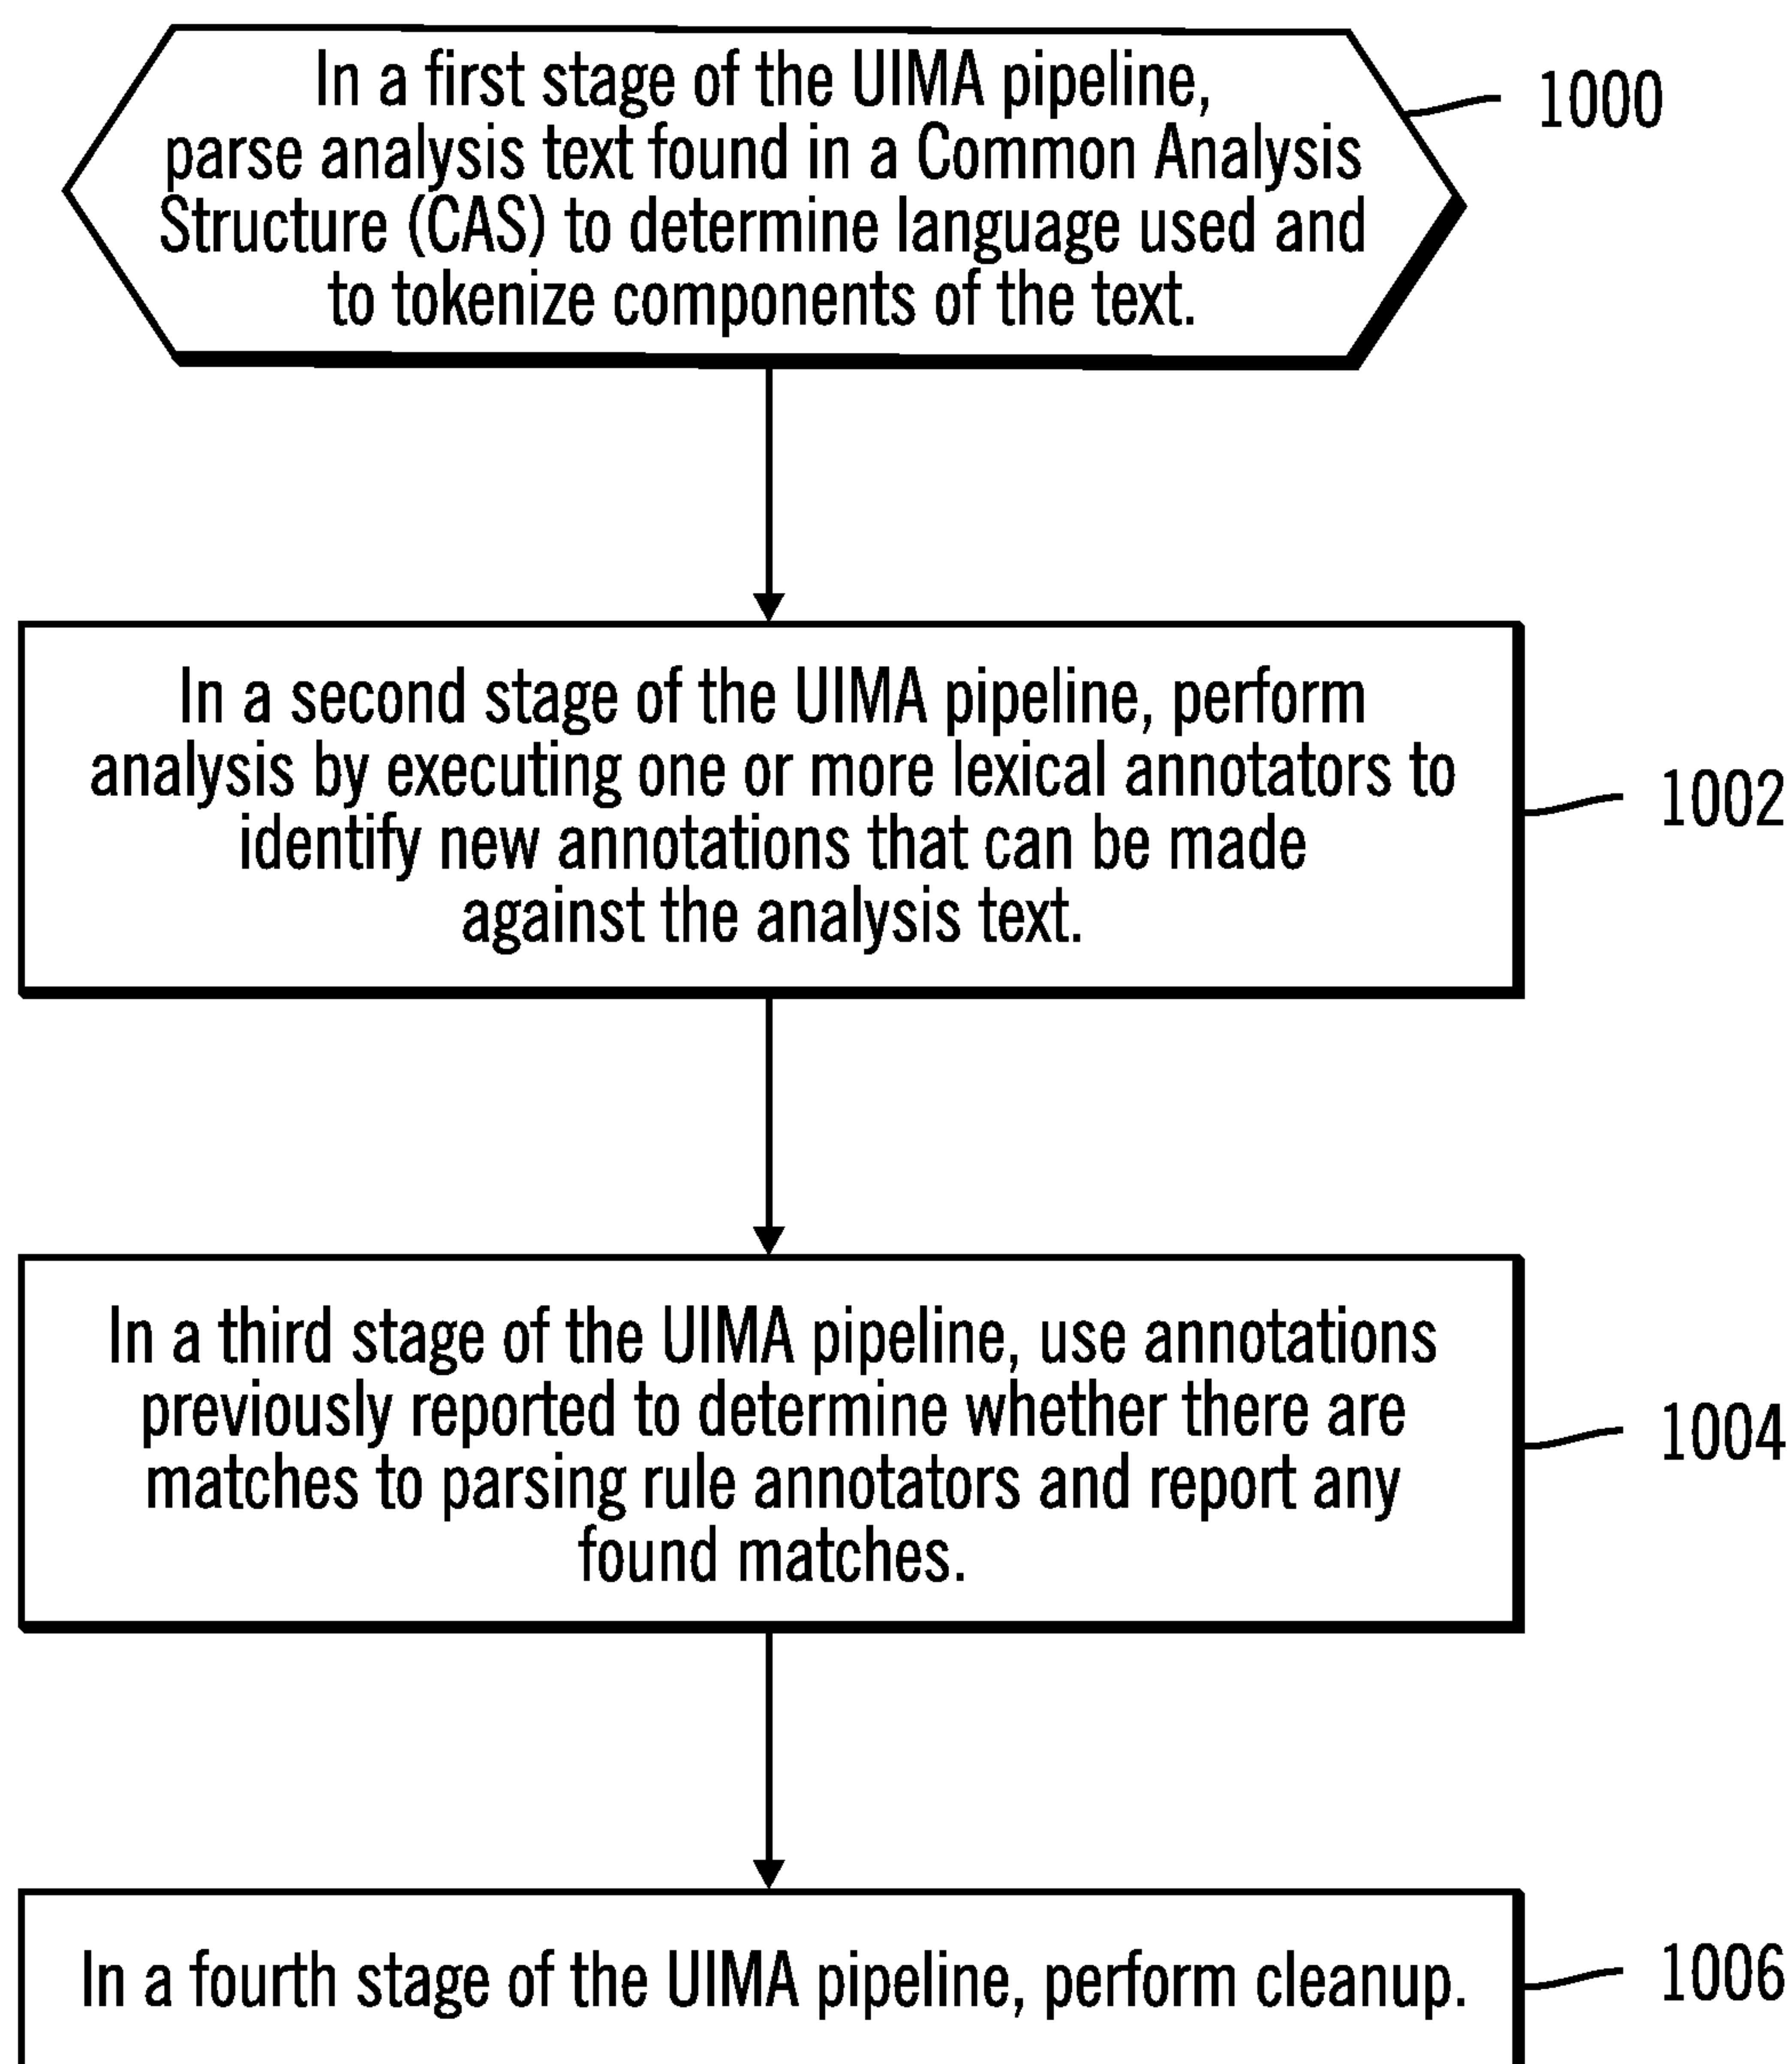 In a first stage of the UIMA pipeline,
parse analysis text found in a Common Analysis
Structure (CAS) to determine language used and
to tokenize components of the text.
1000
In a second stage of the UIMA pipeline, perform
analysis by executing one or more lexical annotators to
identify new annotations that can be made
against the analysis text.
1002
In a third stage of the UIMA pipeline, use annotations
previously reported to determine whether there are
matches to parsing rule annotators and report any
found matches.
1004
In a fourth stage of the UIMA pipeline, perform cleanup.
1006